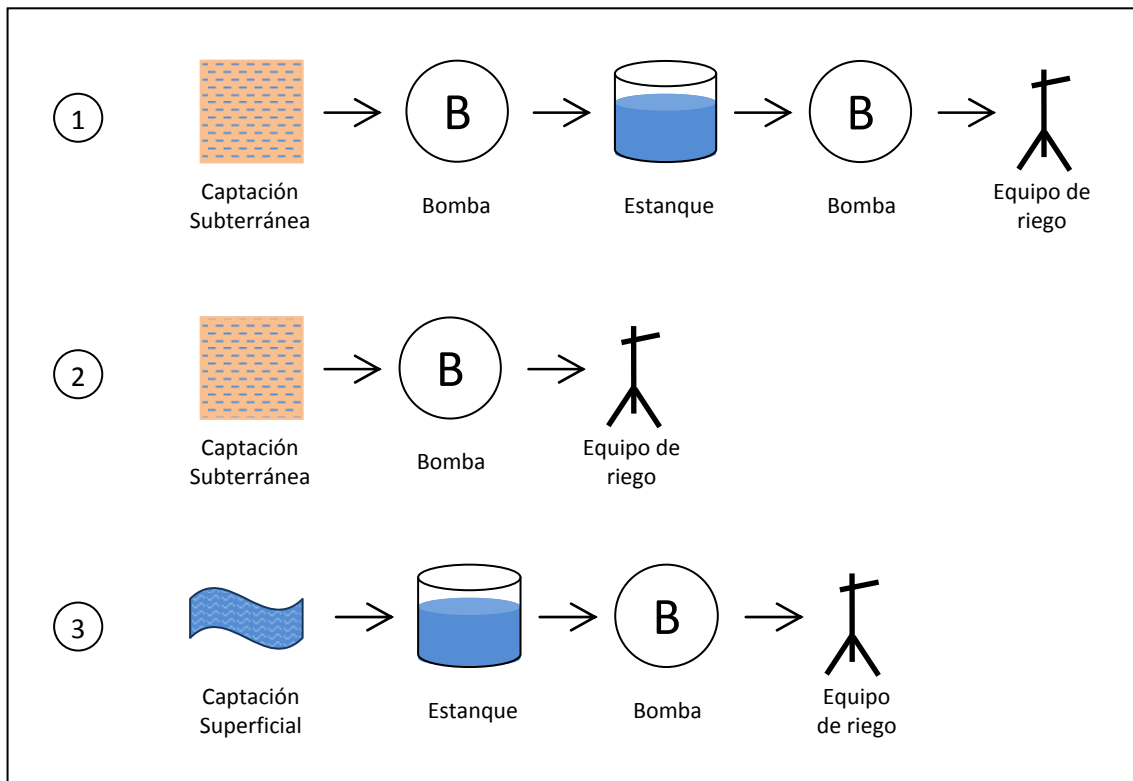 1
B
B
Captación
Subterránea
Bomba
Estanque
Bomba
Equipo de
riego
2
B
Captación
Subterránea
Bomba
Equipo de
riego
3
B
Captación
Superficial
Estanque
Bomba
Equipo
de riego